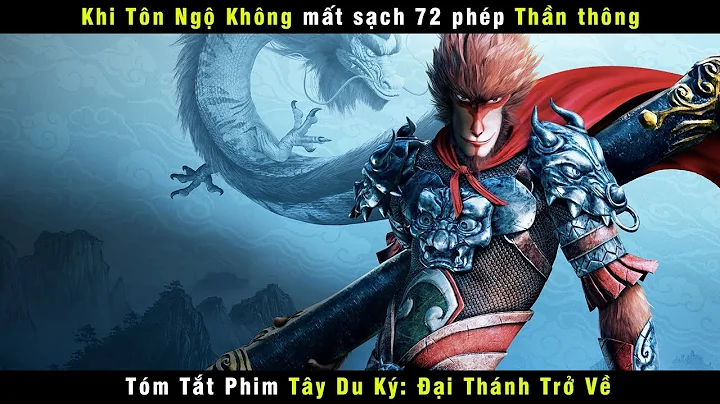 Khi Tôn Ngộ Không mất sạch 72 phép Thần thông
Tóm Tắt Phim Tây Du Ký: Đại Thánh Trở Về